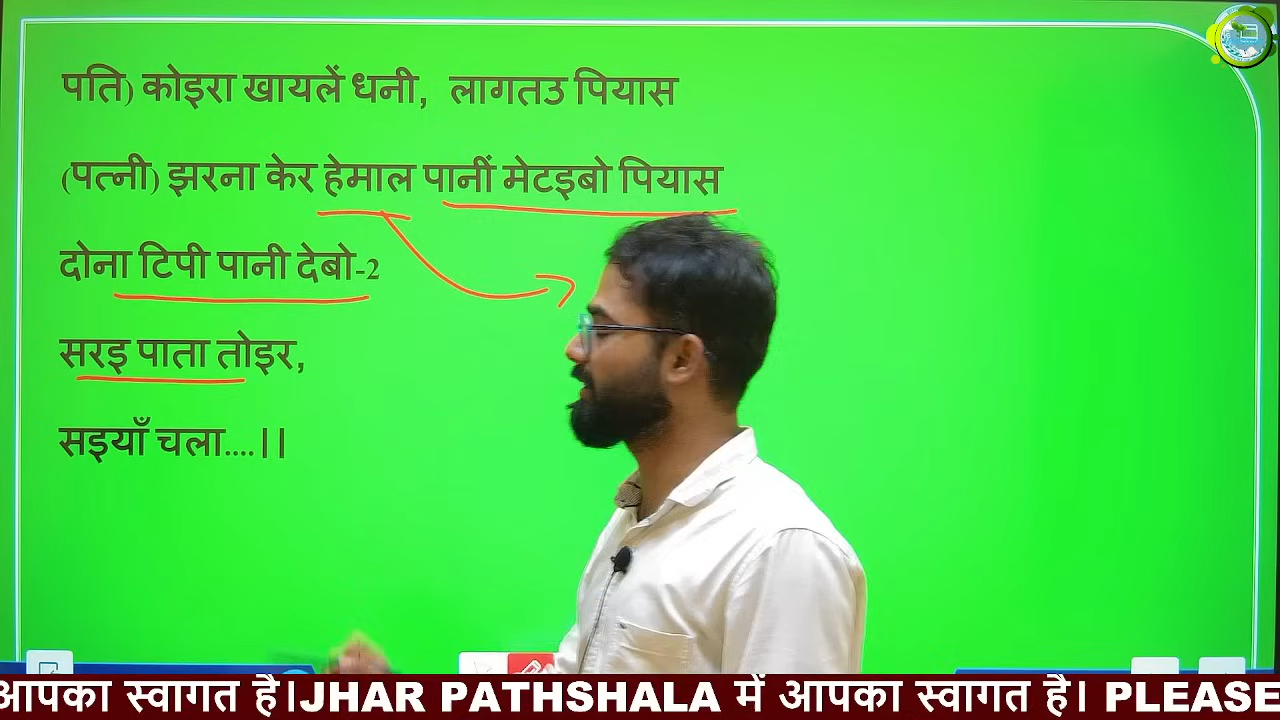 पति) कोइरा खायलें धनी, लागतउ पियास
(पत्नी) झरना केर हेमाल पानीं मेटइबो पियास
दोना टिपी पानी देबो-2
सरइ पाता तोइर,
सइयाँ चला....।।
आपका स्वागत है।JHAR PATHSHALA में आपका स्वागत है। PLEASE